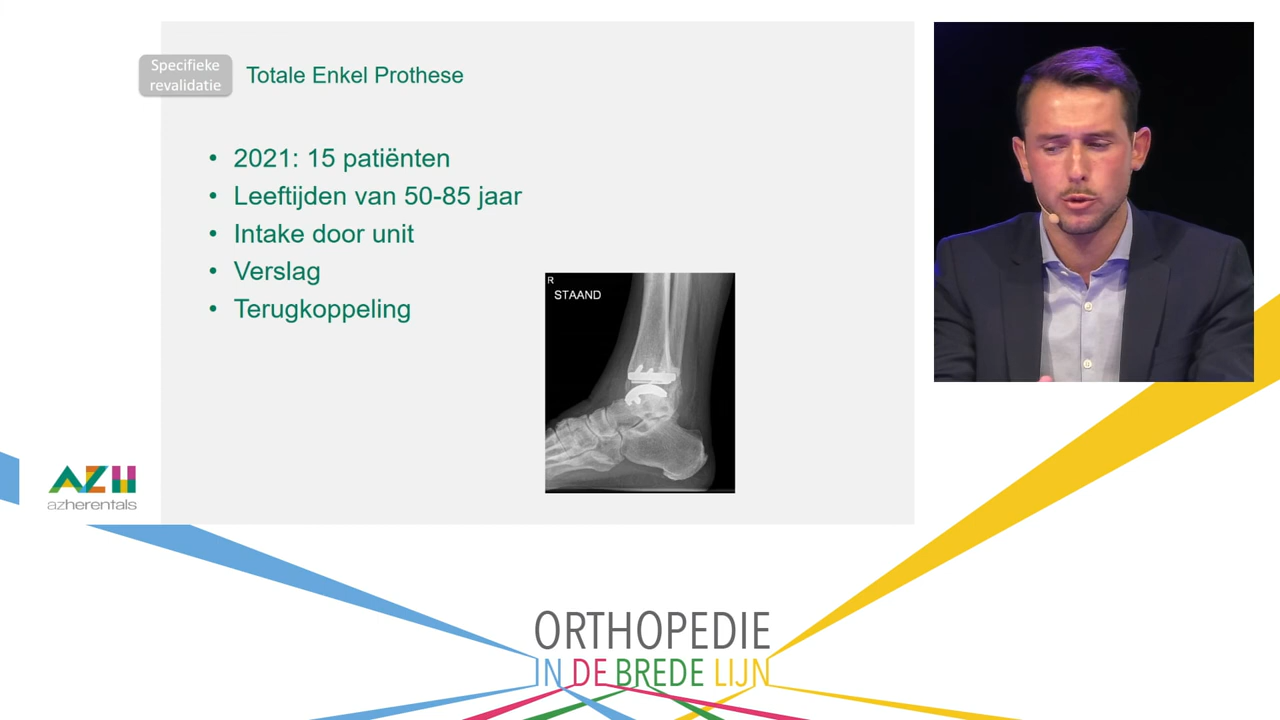 Specifieke
revalidatie
Totale Enkel Prothese
• 2021: 15 patiënten
• Leeftijden van 50-85 jaar
• Intake door unit
• Verslag
• Terugkoppeling
R
STAAND
AZH
azherentals
ORTHOPEDIE
IN DE BREDE LIJN